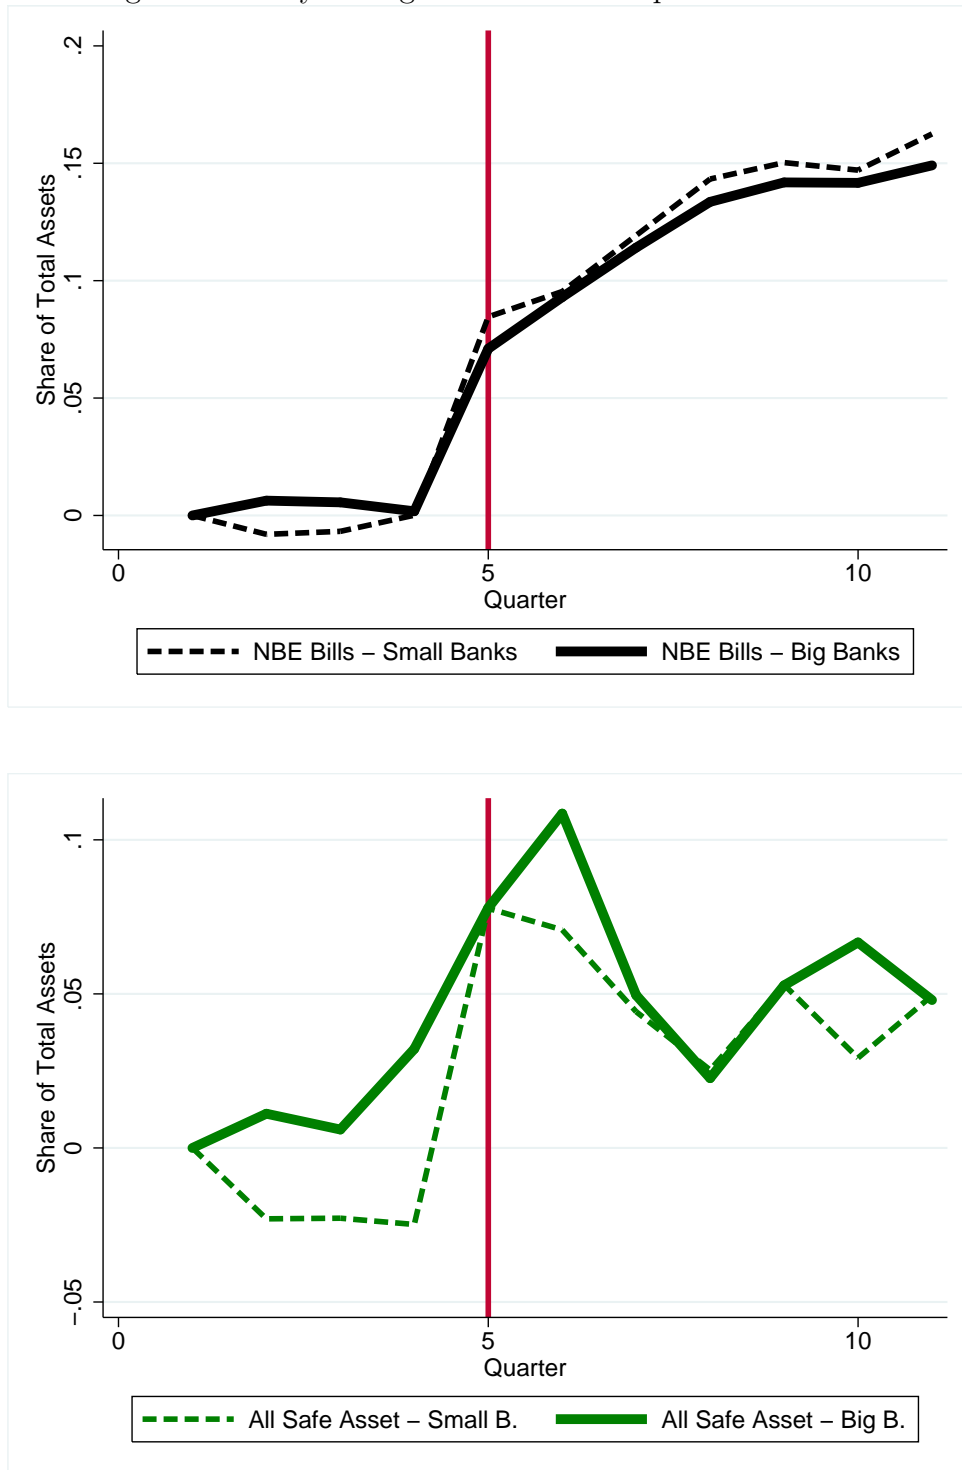 .2
.15
.1
.05
0
Share of Total Assets
0 5 10
Quarter
NBE Bills – Small Banks NBE Bills – Big Banks
.1
.05
0
−.05
Share of Total Assets
0 5 10
Quarter
All Safe Asset – Small B. All Safe Asset – Big B.